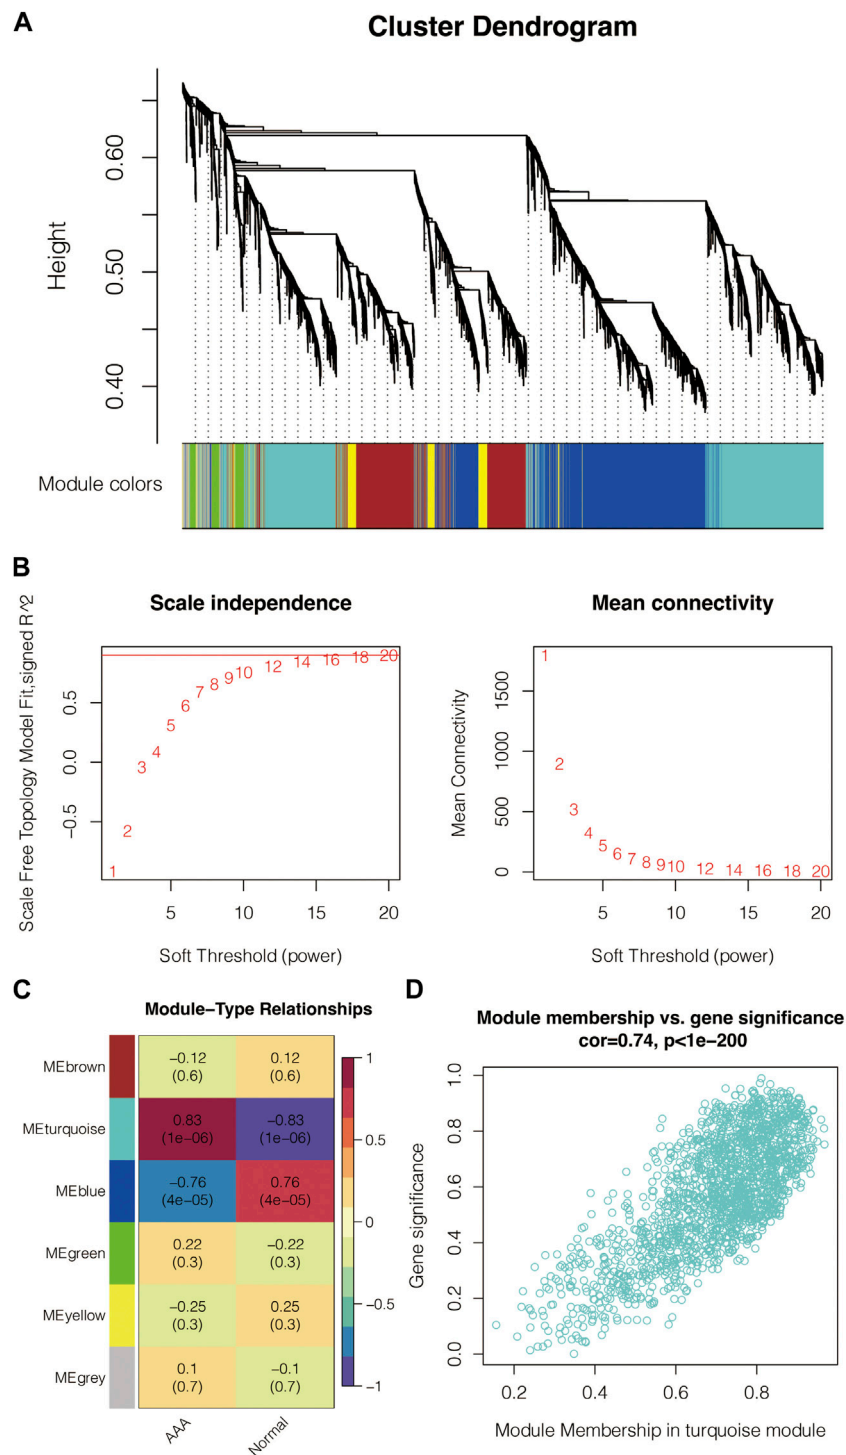 A
Cluster Dendrogram
Height
0.60
0.50
0.40
Module colors
B
Scale independence
Scale Free Topology Model Fit,signed R^2
0.5
0.0
−0.5
1
2
3
4
5
6
7
8
9
10
12
14
16
18
20
5
10
15
20
Soft Threshold (power)
Mean connectivity
Mean Connectivity
1500
1000
500
0
1
2
3
4
5
6
7
8
9
10
12
14
16
18
20
5
10
15
20
Soft Threshold (power)
C
Module−Type Relationships
MEbrown
−0.12
(0.6)
0.12
(0.6)
MEturquoise
0.83
(1e−06)
−0.83
(1e−06)
MEblue
−0.76
(4e−05)
0.76
(4e−05)
MEgreen
0.22
(0.3)
−0.22
(0.3)
MEyellow
−0.25
(0.3)
0.25
(0.3)
MEgrey
0.1
(0.7)
−0.1
(0.7)
AAA
Normal
1
0.5
0
−0.5
−1
D
Module membership vs. gene significance
cor=0.74, p<1e−200
Gene significance
1.0
0.8
0.6
0.4
0.2
0.0
0.2
0.4
0.6
0.8
Module Membership in turquoise module